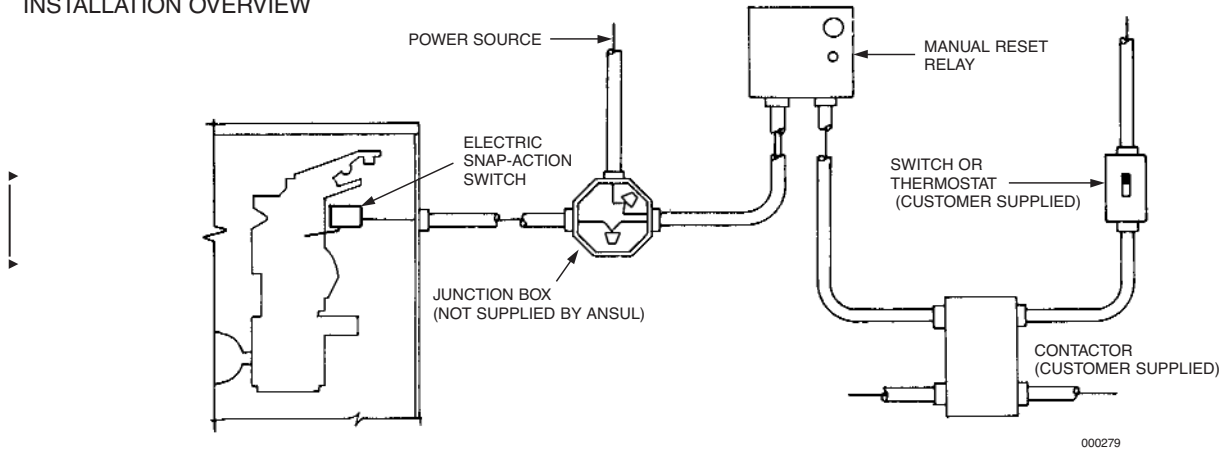 INSTALLATION OVERVIEW
POWER SOURCE
MANUAL RESET
RELAY
ELECTRIC
SNAP-ACTION
SWITCH
SWITCH OR
THERMOSTAT
(CUSTOMER SUPPLIED)
JUNCTION BOX
(NOT SUPPLIED BY ANSUL)
CONTACTOR
(CUSTOMER SUPPLIED)
000279